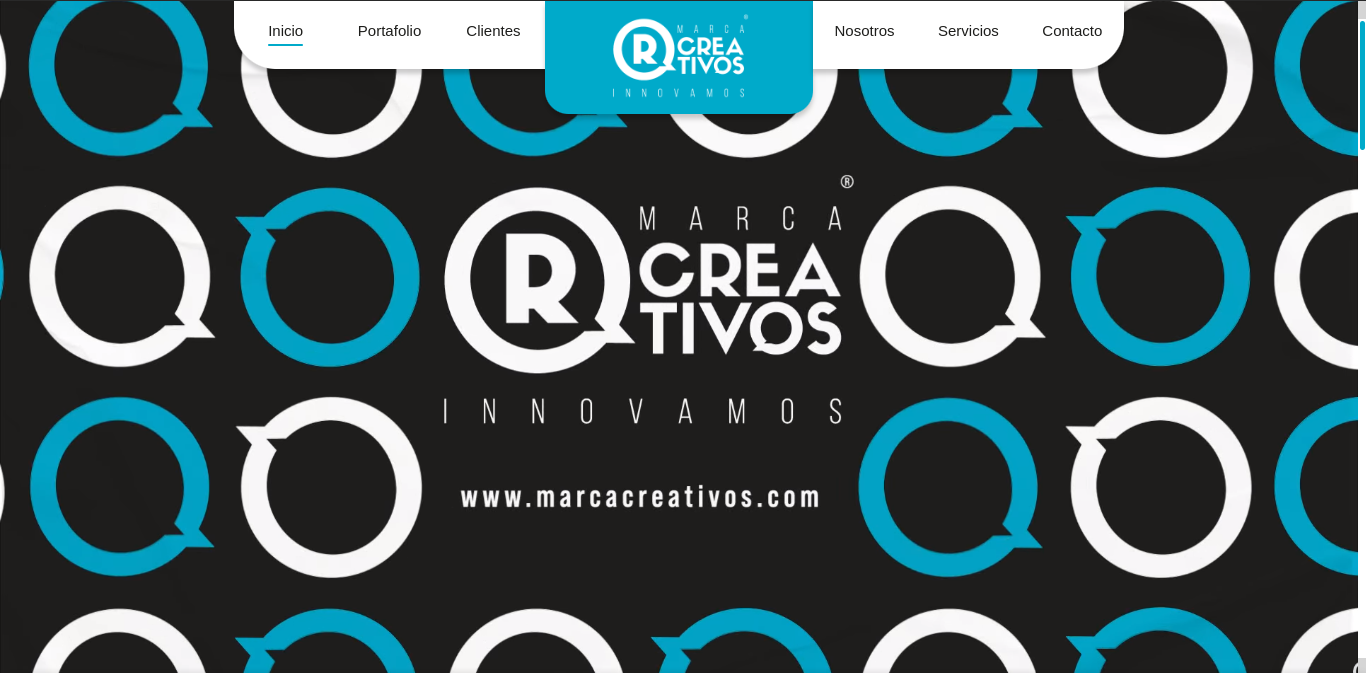 Inicio
Portafolio
Clientes
®
MARCA
R
CREA
TIVOS
INNOVAMOS
Nosotros
Servicios
Contacto
®
MARCA
R
CREA
TIVOS
INNOVAMOS
www.marcacreativos.com